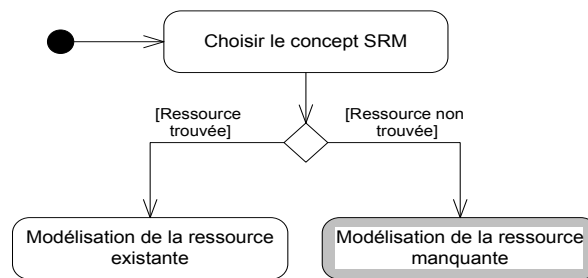 Choisir le concept SRM
[Ressource
trouvée]
[Ressource non
trouvée]
Modélisation de la ressource
existante
Modélisation de la ressource
manquante